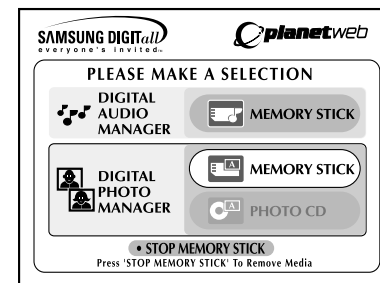 SAMSUNG DIGITall
everyone's invited™
planetweb
PLEASE MAKE A SELECTION
DIGITAL
AUDIO
MANAGER
MEMORY STICK
DIGITAL
PHOTO
MANAGER
A
MEMORY STICK
A
PHOTO CD
• STOP MEMORY STICK
Press 'STOP MEMORY STICK' To Remove Media